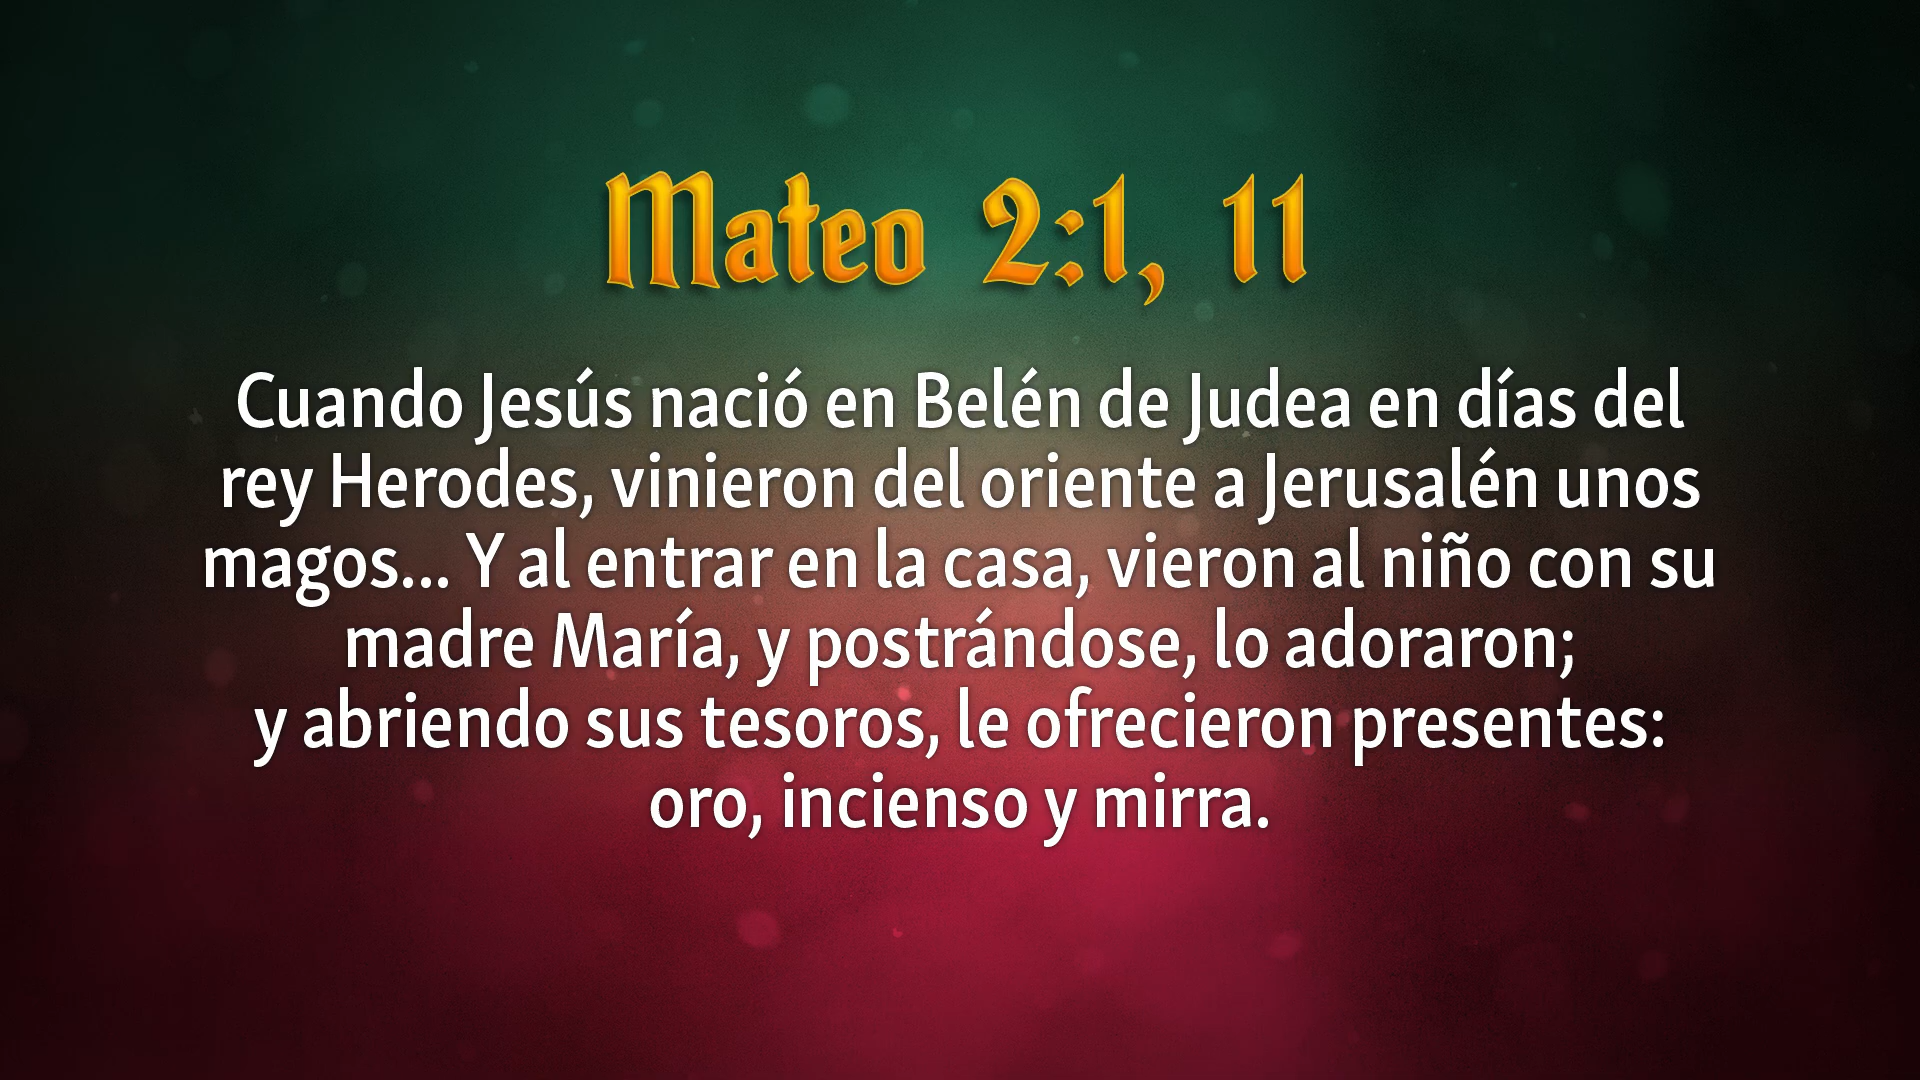 Mateo 2:1, 11
Cuando Jesús nació en Belén de Judea en días del
rey Herodes, vinieron del oriente a Jerusalén unos
magos... Y al entrar en la casa, vieron al niño con su
madre María, y postrándose, lo adoraron;
y abriendo sus tesoros, le ofrecieron presentes:
oro, incienso y mirra.